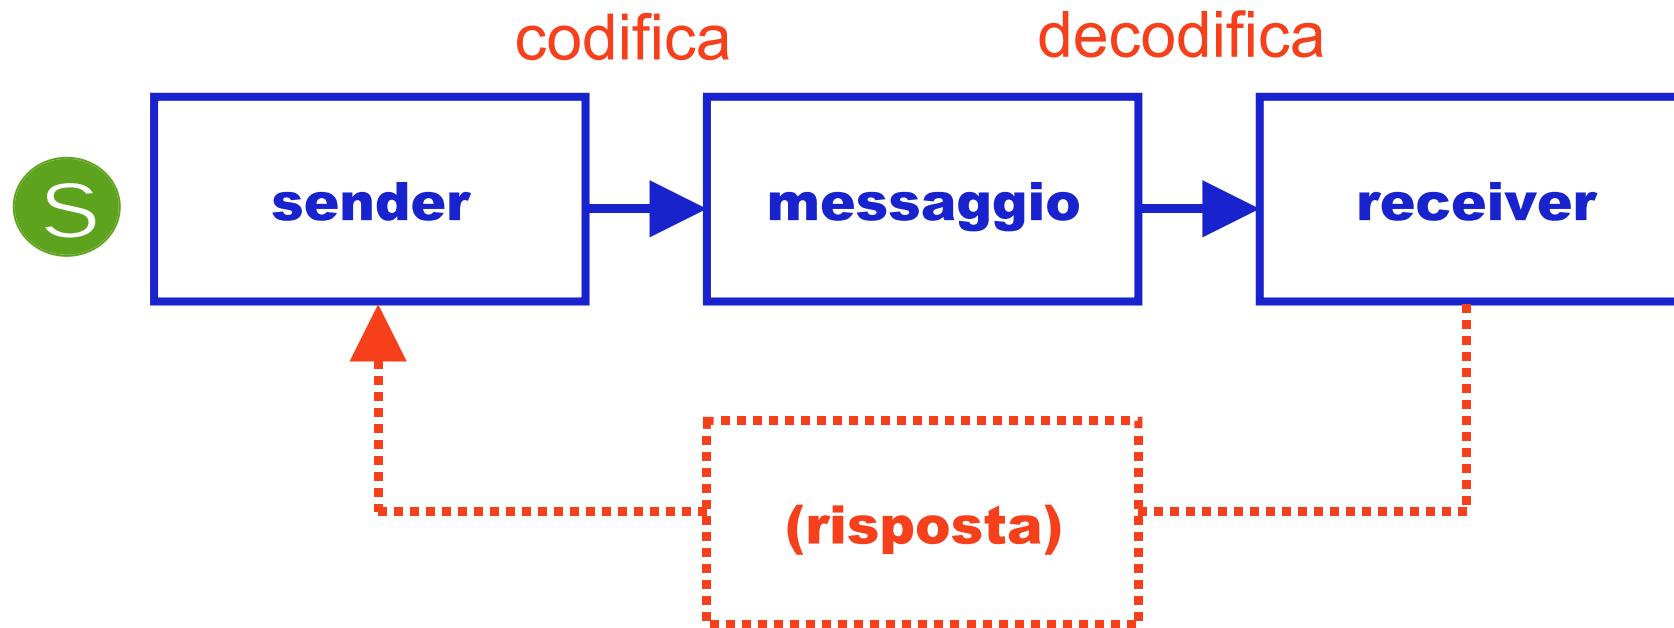 codifica
decodifica
S
sender
messaggio
receiver
(risposta)